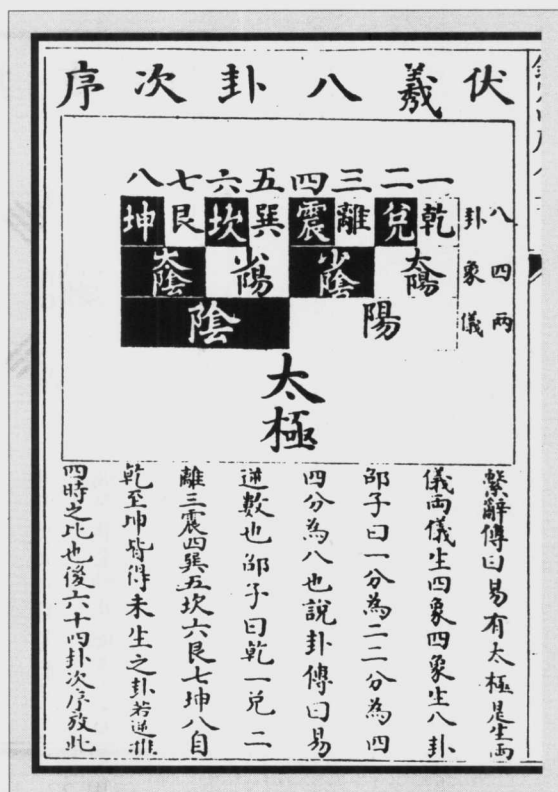 伏羲八卦次序
一二三四五六七八
八卦 乾兌離震巽坎艮坤
四象 太陽 少陰 少陽 太陰
两儀 陽 陰
太極
繫辭傳曰易有太極是生两
儀两儀生四象四象生八卦
邵子曰一分為二二分為四
四分為八也說卦傳曰易
逆數也邵子曰乾一兌二
離三震四巽五坎六艮七坤八自
乾至坤皆得未生之卦若逆推
四時之比也後六十四卦次序放此